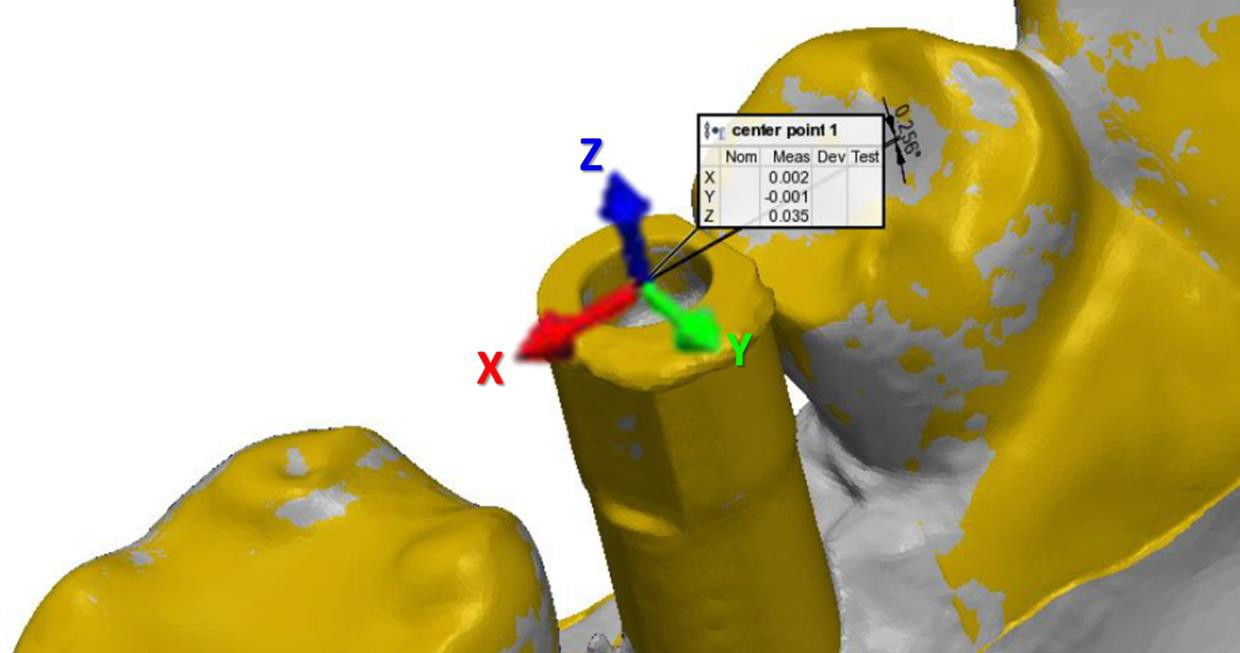 Z
center point 1
Nom Meas Dev Test
X 0.002
Y -0.001
Z 0.035
0.256°
X
Y